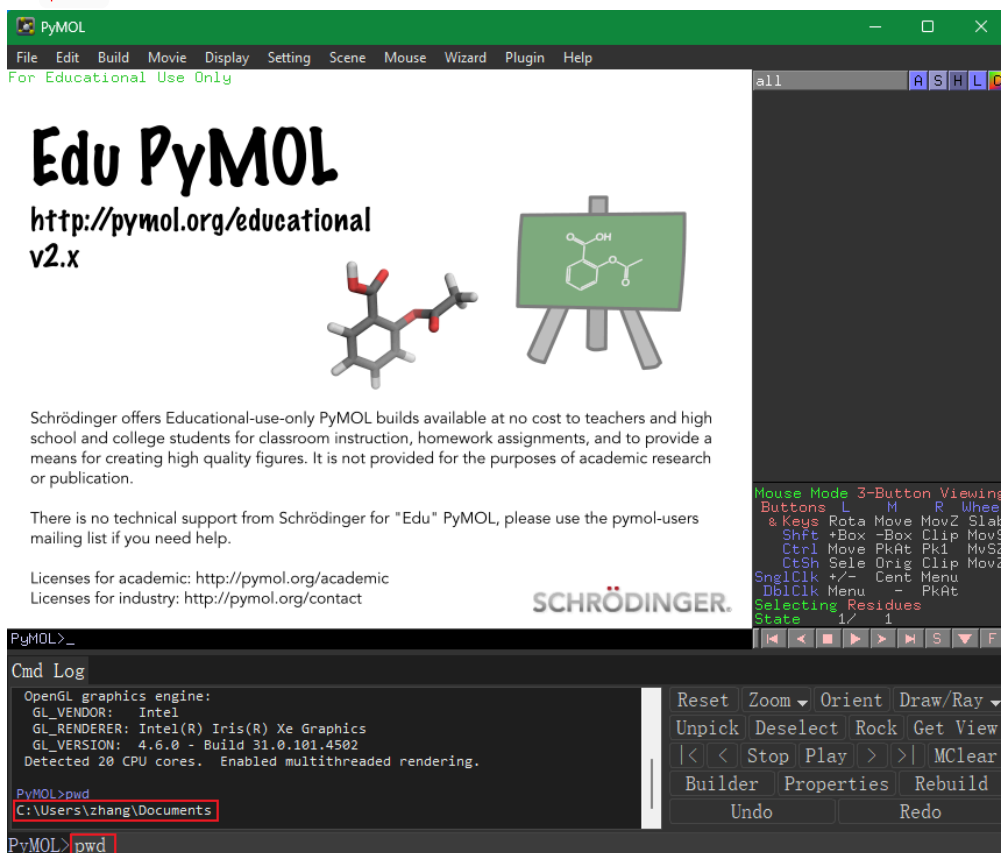 PyMOL
File Edit Build Movie Display Setting Scene Mouse Wizard Plugin Help
For Educational Use Only
all A S H L C
Edu PyMOL
http://pymol.org/educational
v2.x
OH
O
O
O
Schrödinger offers Educational-use-only PyMOL builds available at no cost to teachers and high
school and college students for classroom instruction, homework assignments, and to provide a
means for creating high quality figures. It is not provided for the purposes of academic research
or publication.
There is no technical support from Schrödinger for "Edu" PyMOL, please use the pymol-users
mailing list if you need help.
Licenses for academic: http://pymol.org/academic
Licenses for industry: http://pymol.org/contact
SCHRÖDINGER.
Mouse Mode 3-Button Viewing
Buttons L M R Whee
& Keys Rota Move MovZ Slab
Shft +Box -Box Clip MovS
Ctrl Move PkAt Pk1 MvSZ
CtSh Sele Orig Clip MovZ
SnglClk +/- Cent Menu
DblClk Menu - PkAt
Selecting Residues
State 1/ 1
PyMOL>_
S F
Cmd Log
OpenGL graphics engine:
GL_VENDOR: Intel
GL_RENDERER: Intel(R) Iris(R) Xe Graphics
GL_VERSION: 4.6.0 - Build 31.0.101.4502
Detected 20 CPU cores. Enabled multithreaded rendering.
PyMOL>pwd
C:\Users\zhang\Documents
PyMOL>pwd
Reset Zoom Orient Draw/Ray
Unpick Deselect Rock Get View
|< < Stop Play > >| MClear
Builder Properties Rebuild
Undo Redo